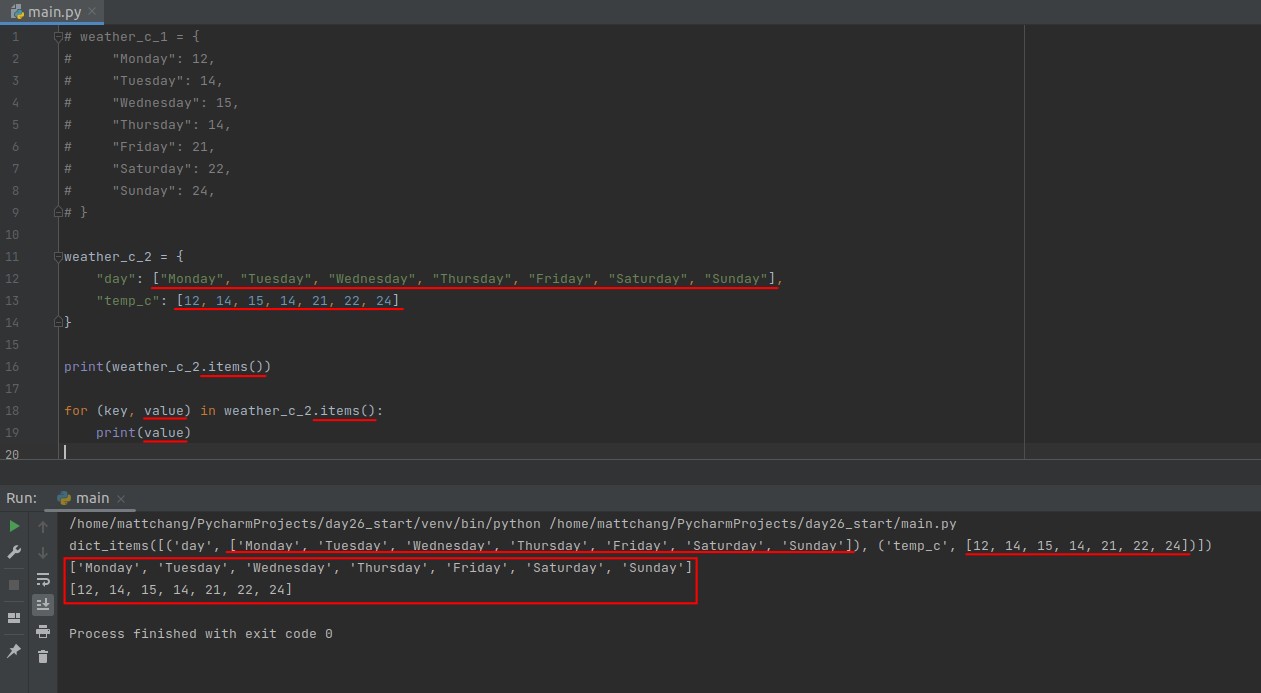 main.py
1 # weather_c_1 = {
2 #     "Monday": 12,
3 #     "Tuesday": 14,
4 #     "Wednesday": 15,
5 #     "Thursday": 14,
6 #     "Friday": 21,
7 #     "Saturday": 22,
8 #     "Sunday": 24,
9 # }
10
11 weather_c_2 = {
12     "day": ["Monday", "Tuesday", "Wednesday", "Thursday", "Friday", "Saturday", "Sunday"],
13     "temp_c": [12, 14, 15, 14, 21, 22, 24]
14 }
15
16 print(weather_c_2.items())
17
18 for (key, value) in weather_c_2.items():
19     print(value)
20
Run: main
/home/mattchang/PycharmProjects/day26_start/venv/bin/python /home/mattchang/PycharmProjects/day26_start/main.py
dict_items([('day', ['Monday', 'Tuesday', 'Wednesday', 'Thursday', 'Friday', 'Saturday', 'Sunday']), ('temp_c', [12, 14, 15, 14, 21, 22, 24])])
['Monday', 'Tuesday', 'Wednesday', 'Thursday', 'Friday', 'Saturday', 'Sunday']
[12, 14, 15, 14, 21, 22, 24]
Process finished with exit code 0